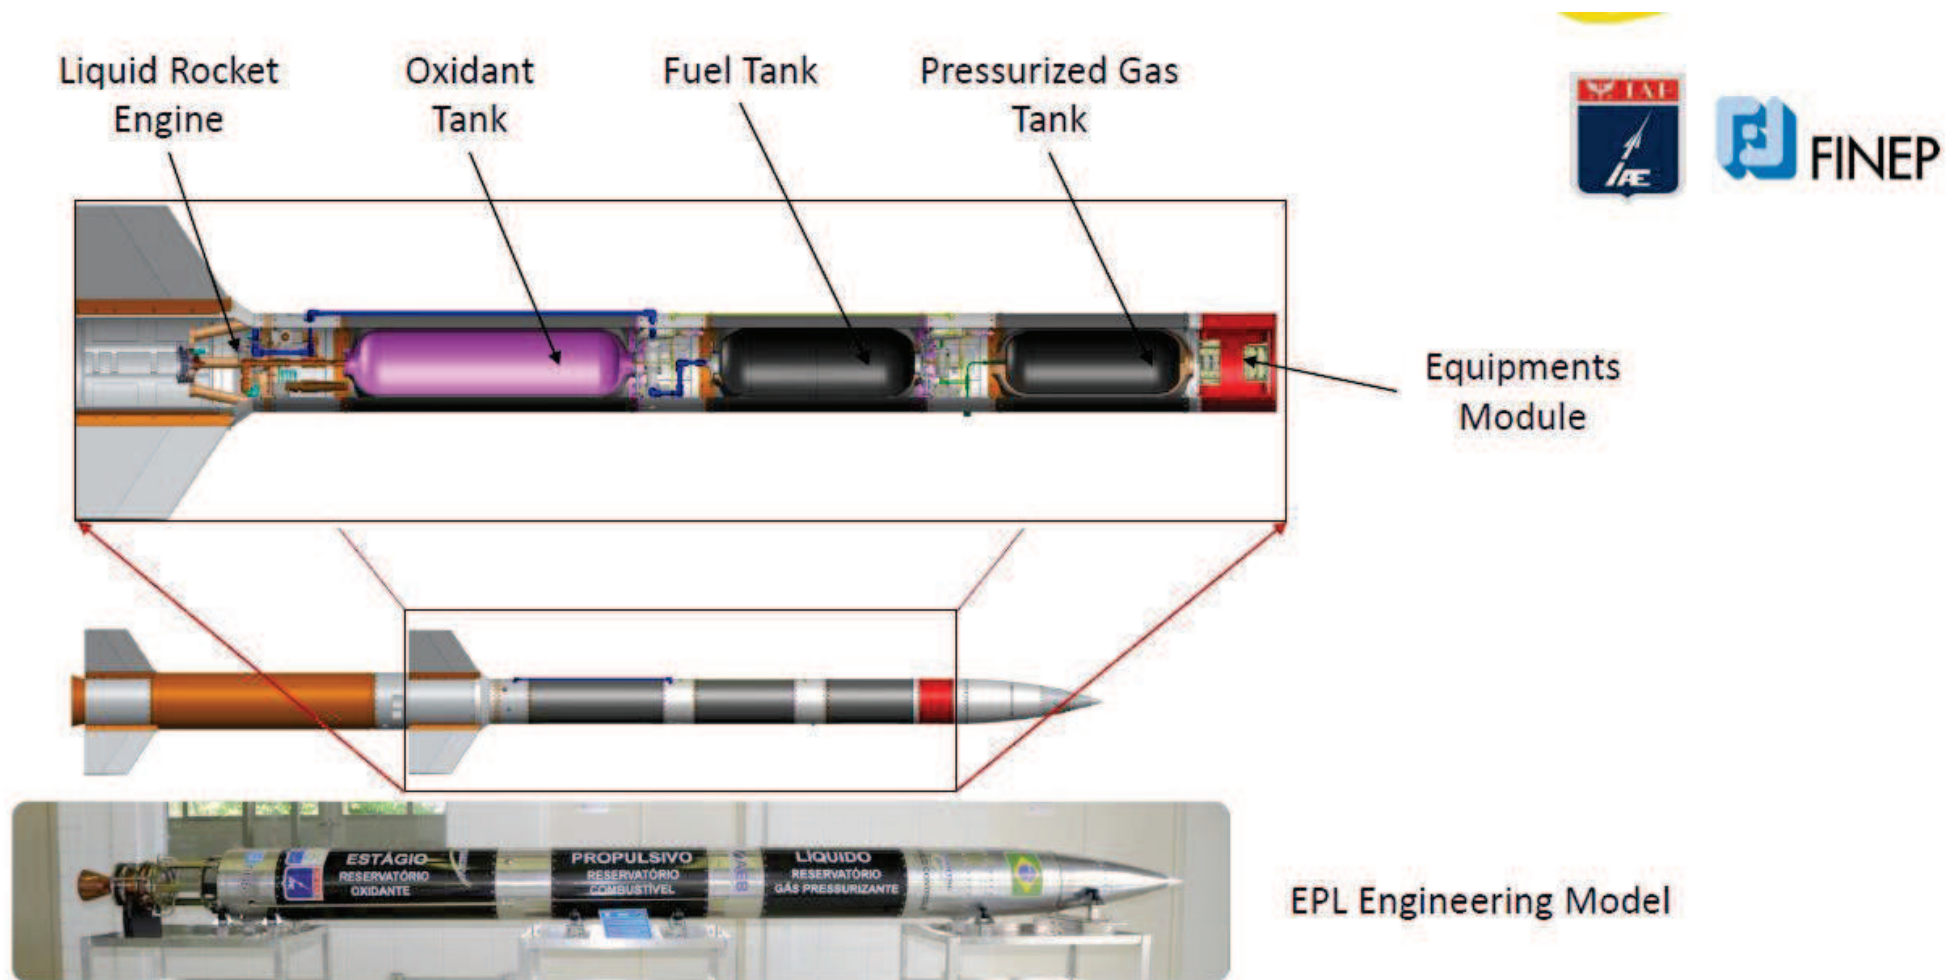 Liquid Rocket
Engine
Oxidant
Tank
Fuel Tank
Pressurized Gas
Tank
IAE
FINEP
Equipments
Module
ESTÁGIO
RESERVATÓRIO
OXIDANTE
PROPULSIVO
RESERVATÓRIO
COMBUSTÍVEL
AEB
LÍQUIDO
RESERVATÓRIO
GÁS PRESSURIZANTE
EPL Engineering Model